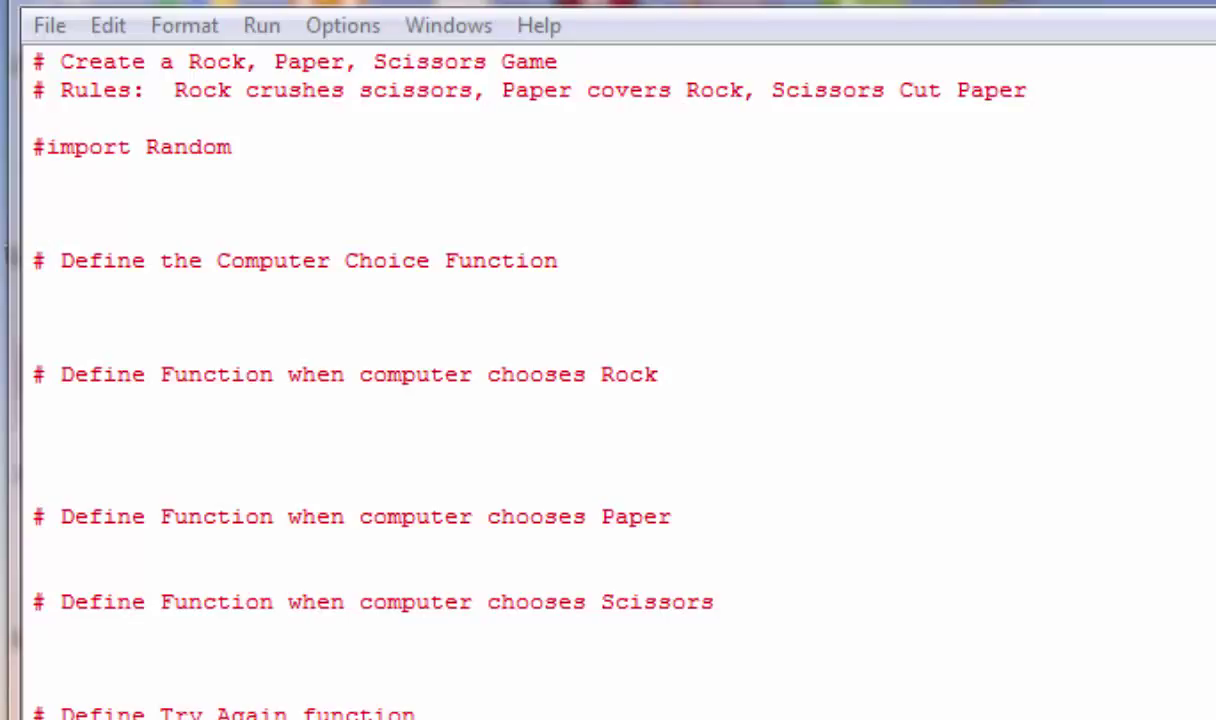 File Edit Format Run Options Windows Help
# Create a Rock, Paper, Scissors Game
# Rules:  Rock crushes scissors, Paper covers Rock, Scissors Cut Paper
#import Random
# Define the Computer Choice Function
# Define Function when computer chooses Rock
# Define Function when computer chooses Paper
# Define Function when computer chooses Scissors
# Define Try Again function